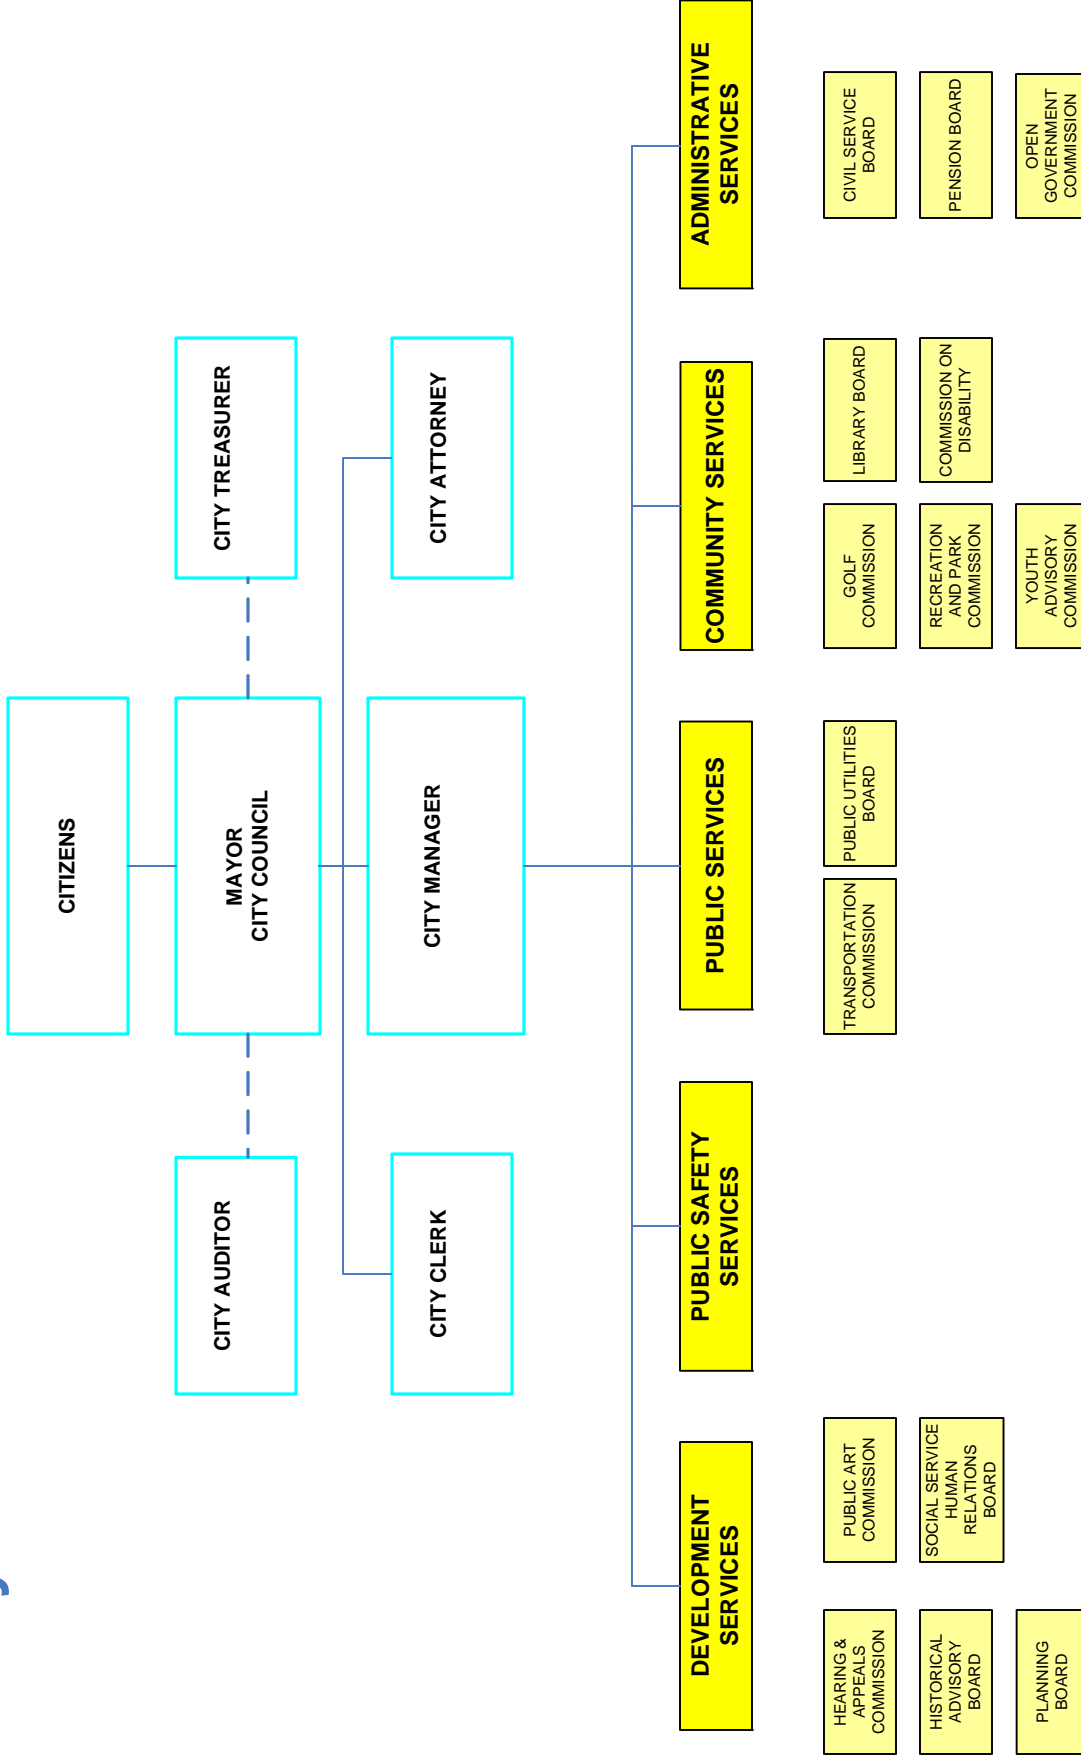 CITIZENS
CITY AUDITOR
MAYOR
CITY COUNCIL
CITY TREASURER
CITY CLERK
CITY MANAGER
CITY ATTORNEY
DEVELOPMENT
SERVICES
PUBLIC SAFETY
SERVICES
PUBLIC SERVICES
COMMUNITY SERVICES
ADMINISTRATIVE
SERVICES
HEARING &
APPEALS
COMMISSION
PUBLIC ART
COMMISSION
TRANSPORTATION
COMMISSION
PUBLIC UTILITIES
BOARD
GOLF
COMMISSION
LIBRARY BOARD
CIVIL SERVICE
BOARD
HISTORICAL
ADVISORY
BOARD
SOCIAL SERVICE
HUMAN
RELATIONS
BOARD
RECREATION
AND PARK
COMMISSION
COMMISSION ON
DISABILITY
PENSION BOARD
PLANNING
BOARD
YOUTH
ADVISORY
COMMISSION
OPEN
GOVERNMENT
COMMISSION